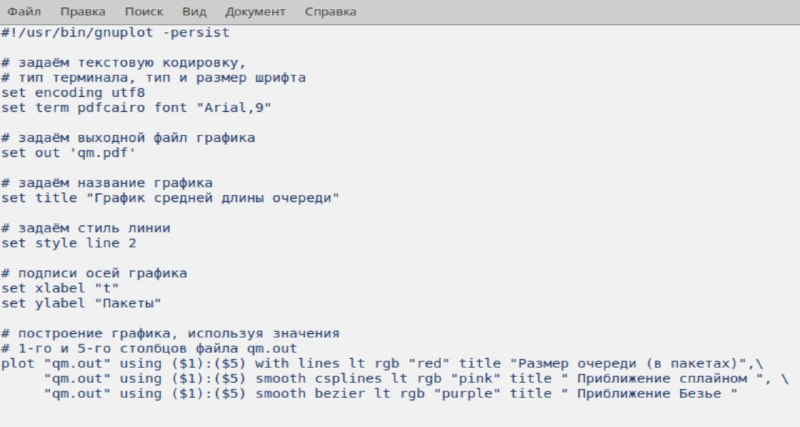 Файл Правка Поиск Вид Документ Справка
#!/usr/bin/gnuplot -persist
# задаём текстовую кодировку,
# тип терминала, тип и размер шрифта
set encoding utf8
set term pdfcairo font "Arial,9"
# задаём выходной файл графика
set out 'qm.pdf'
# задаём название графика
set title "График средней длины очереди"
# задаём стиль линии
set style line 2
# подписи осей графика
set xlabel "t"
set ylabel "Пакеты"
# построение графика, используя значения
# 1-го и 5-го столбцов файла qm.out
plot "qm.out" using ($1):($5) with lines lt rgb "red" title "Размер очереди (в пакетах)",\
"qm.out" using ($1):($5) smooth csplines lt rgb "pink" title " Приближение сплайном ", \
"qm.out" using ($1):($5) smooth bezier lt rgb "purple" title " Приближение Безье "